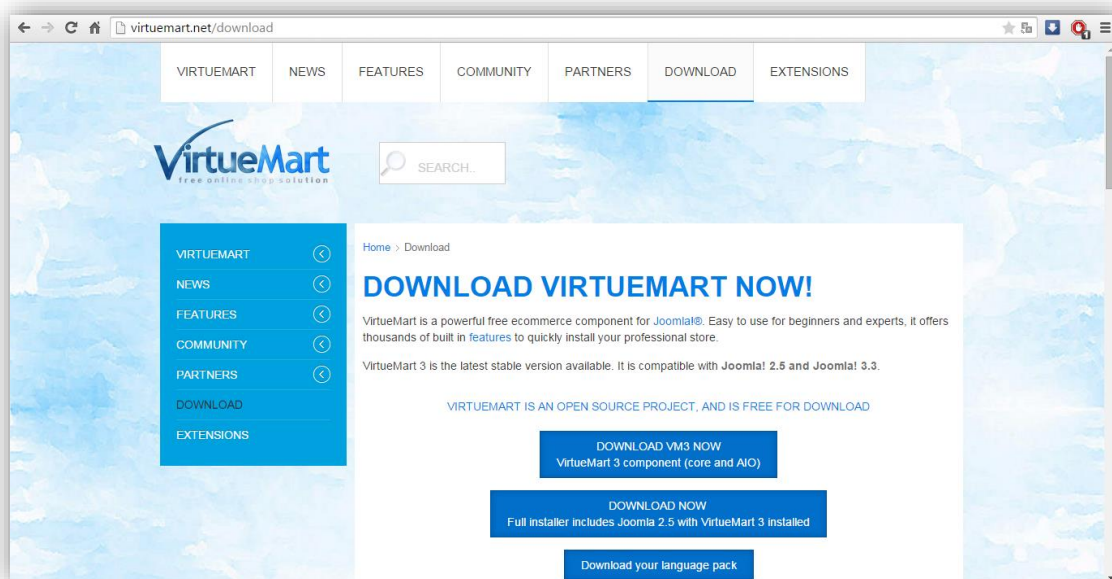 virtuemart.net/download
1
VIRTUEMART NEWS FEATURES COMMUNITY PARTNERS DOWNLOAD EXTENSIONS
VirtueMart
free online shop solution
SEARCH..
VIRTUEMART
NEWS
FEATURES
COMMUNITY
PARTNERS
DOWNLOAD
EXTENSIONS
Home > Download
DOWNLOAD VIRTUEMART NOW!
VirtueMart is a powerful free ecommerce component for Joomla!®. Easy to use for beginners and experts, it offers
thousands of built in features to quickly install your professional store.
VirtueMart 3 is the latest stable version available. It is compatible with Joomla! 2.5 and Joomla! 3.3.
VIRTUEMART IS AN OPEN SOURCE PROJECT, AND IS FREE FOR DOWNLOAD
DOWNLOAD VM3 NOW
VirtueMart 3 component (core and AIO)
DOWNLOAD NOW
Full installer includes Joomla 2.5 with VirtueMart 3 installed
Download your language pack